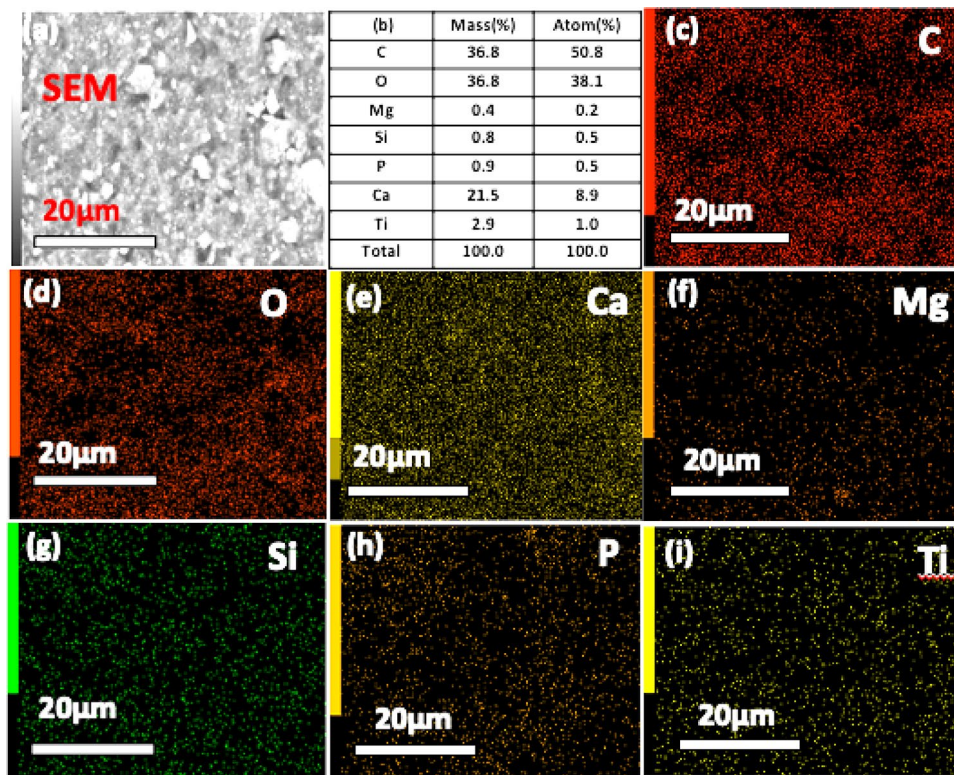 (a)
SEM
20μm
(b) Mass(%) Atom(%)
C 36.8 50.8
O 36.8 38.1
Mg 0.4 0.2
Si 0.8 0.5
P 0.9 0.5
Ca 21.5 8.9
Ti 2.9 1.0
Total 100.0 100.0
(c) C
20μm
(d) O
20μm
(e) Ca
20μm
(f) Mg
20μm
(g) Si
20μm
(h) P
20μm
(i) Ti
20μm